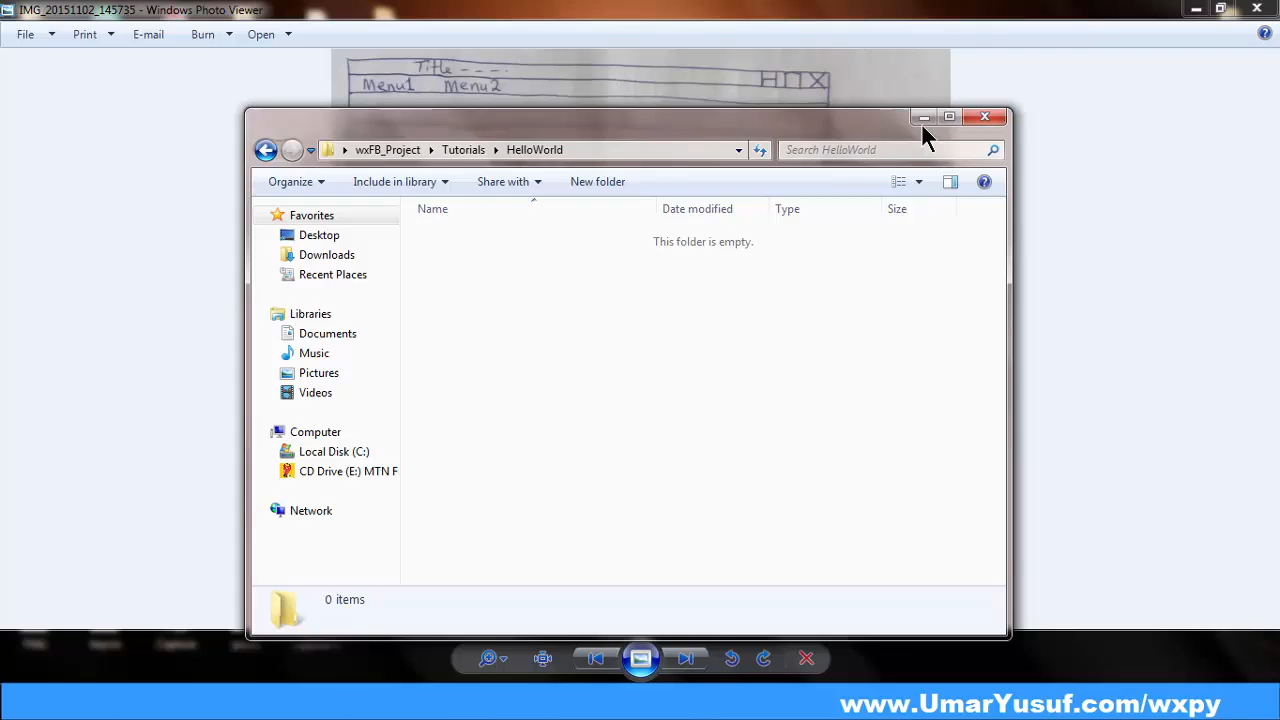 IMG_20151102_145735 - Windows Photo Viewer
File Print E-mail Burn Open
Title - - - -
Menu1 Menu2
wxFB_Project Tutorials HelloWorld Search HelloWorld
Organize Include in library Share with New folder
Name Date modified Type Size
This folder is empty.
Favorites
Desktop
Downloads
Recent Places
Libraries
Documents
Music
Pictures
Videos
Computer
Local Disk (C:)
CD Drive (E:) MTN F
Network
0 items
www.UmarYusuf.com/wxpy